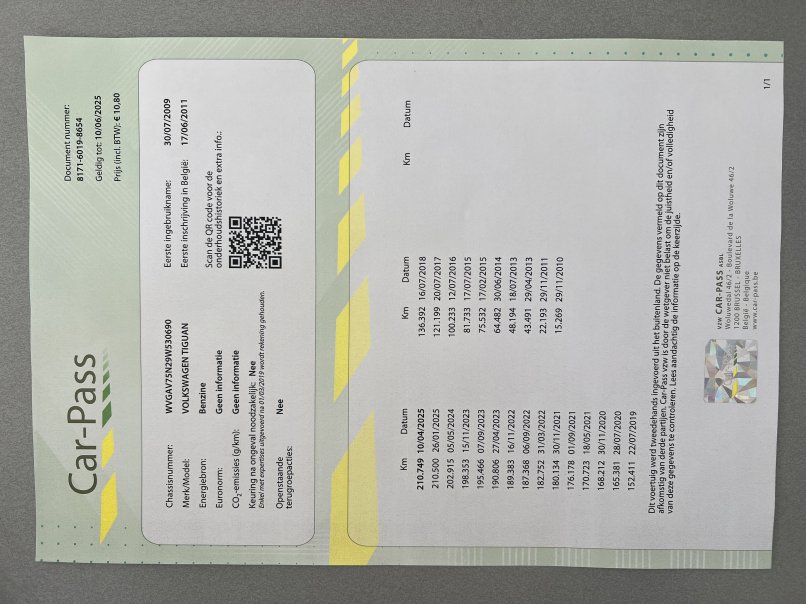 Car-Pass
Document nummer:
8171-6019-8654
Geldig tot: 10/06/2025
Prijs (incl. BTW): € 10,80
Chassisnummer: WVGAV75N29W530690
Merk/Model: VOLKSWAGEN TIGUAN
Energiebron: Benzine
Euronorm: Geen informatie
CO2-emissies (g/km): Geen informatie
Keuring na ongeval noodzakelijk: Nee
Enkel met expertises uitgevoerd na 01/03/2019 wordt rekening gehouden.
Openstaande
terugroepacties: Nee
Eerste ingebruikname: 30/07/2009
Eerste inschrijving in België: 17/06/2011
Scan de QR code voor de
onderhoudshistoriek en extra info.:
Km Datum
210.749 10/04/2025
210.500 26/01/2025
202.915 05/05/2024
198.353 15/11/2023
195.466 07/09/2023
190.806 27/04/2023
189.383 16/11/2022
187.368 06/09/2022
182.752 31/03/2022
180.134 30/11/2021
176.178 01/09/2021
170.723 18/05/2021
168.212 30/11/2020
165.381 28/07/2020
152.411 22/07/2019
Km Datum
136.392 16/07/2018
121.199 20/07/2017
100.233 12/07/2016
81.733 17/07/2015
75.532 17/02/2015
64.482 30/06/2014
48.194 18/07/2013
43.491 29/04/2013
22.193 29/11/2011
15.269 29/11/2010
Km Datum
Dit voertuig werd tweedehands ingevoerd uit het buitenland. De gegevens vermeld op dit document zijn
afkomstig van derde partijen. Car-Pass vzw is door de wetgever niet belast om de juistheid en/of volledigheid
van deze gegevens te controleren. Lees aandachtig de informatie op de keerzijde.
vzw CAR-PASS ASBL
Woluwedal 46/2 - Boulevard de la Woluwe 46/2
1200 BRUSSEL - BRUXELLES
België - Belgique
www.car-pass.be
1/1